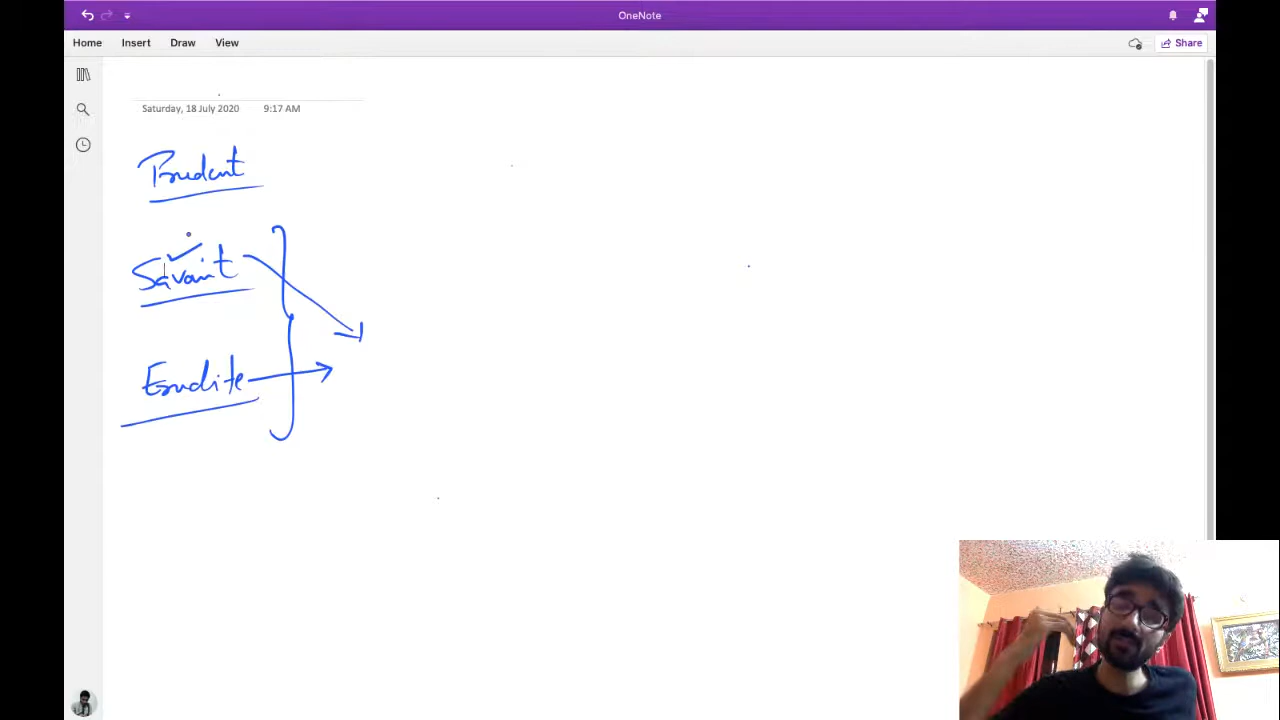 OneNote
Home Insert Draw View Share
Saturday, 18 July 2020 9:17 AM
Prudent
Savant
Erudite